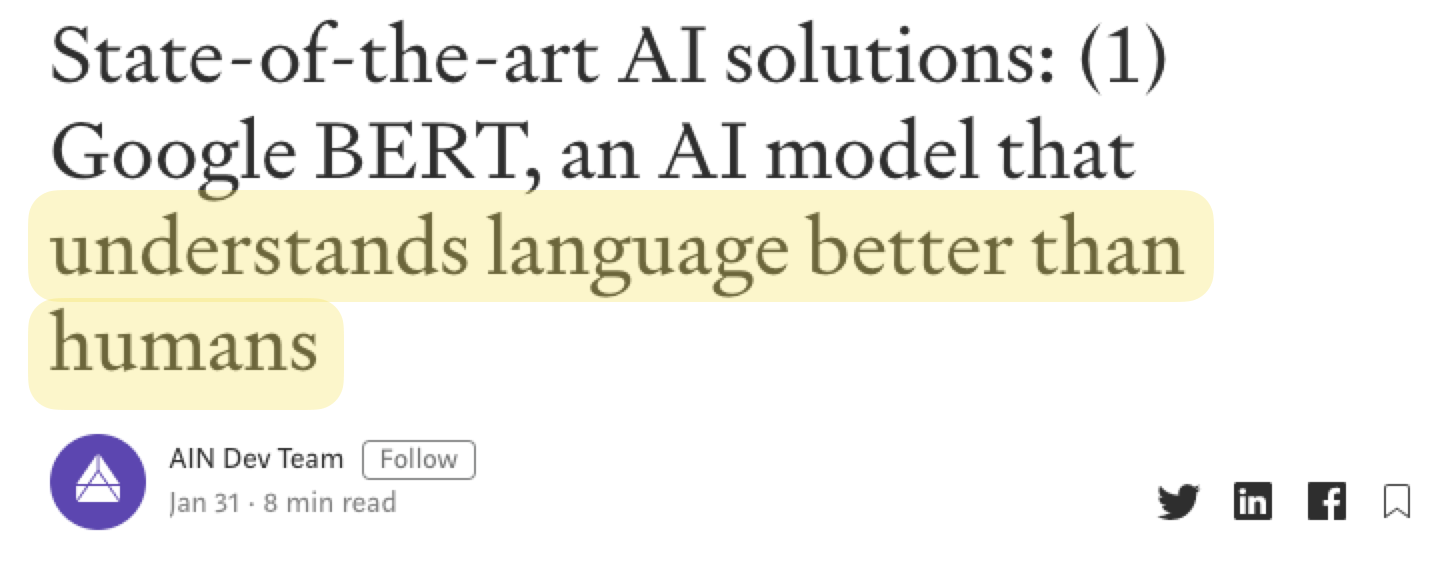 State-of-the-art AI solutions: (1)
Google BERT, an AI model that
understands language better than
humans
AIN Dev Team Follow
Jan 31 · 8 min read